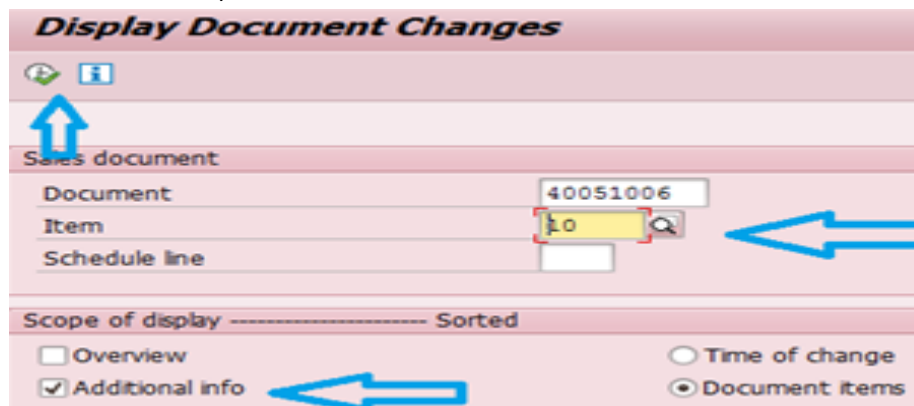 Display Document Changes
Sales document
Document 40051006
Item 10
Schedule line
Scope of display ---------------------- Sorted
Overview Time of change
Additional info Document items